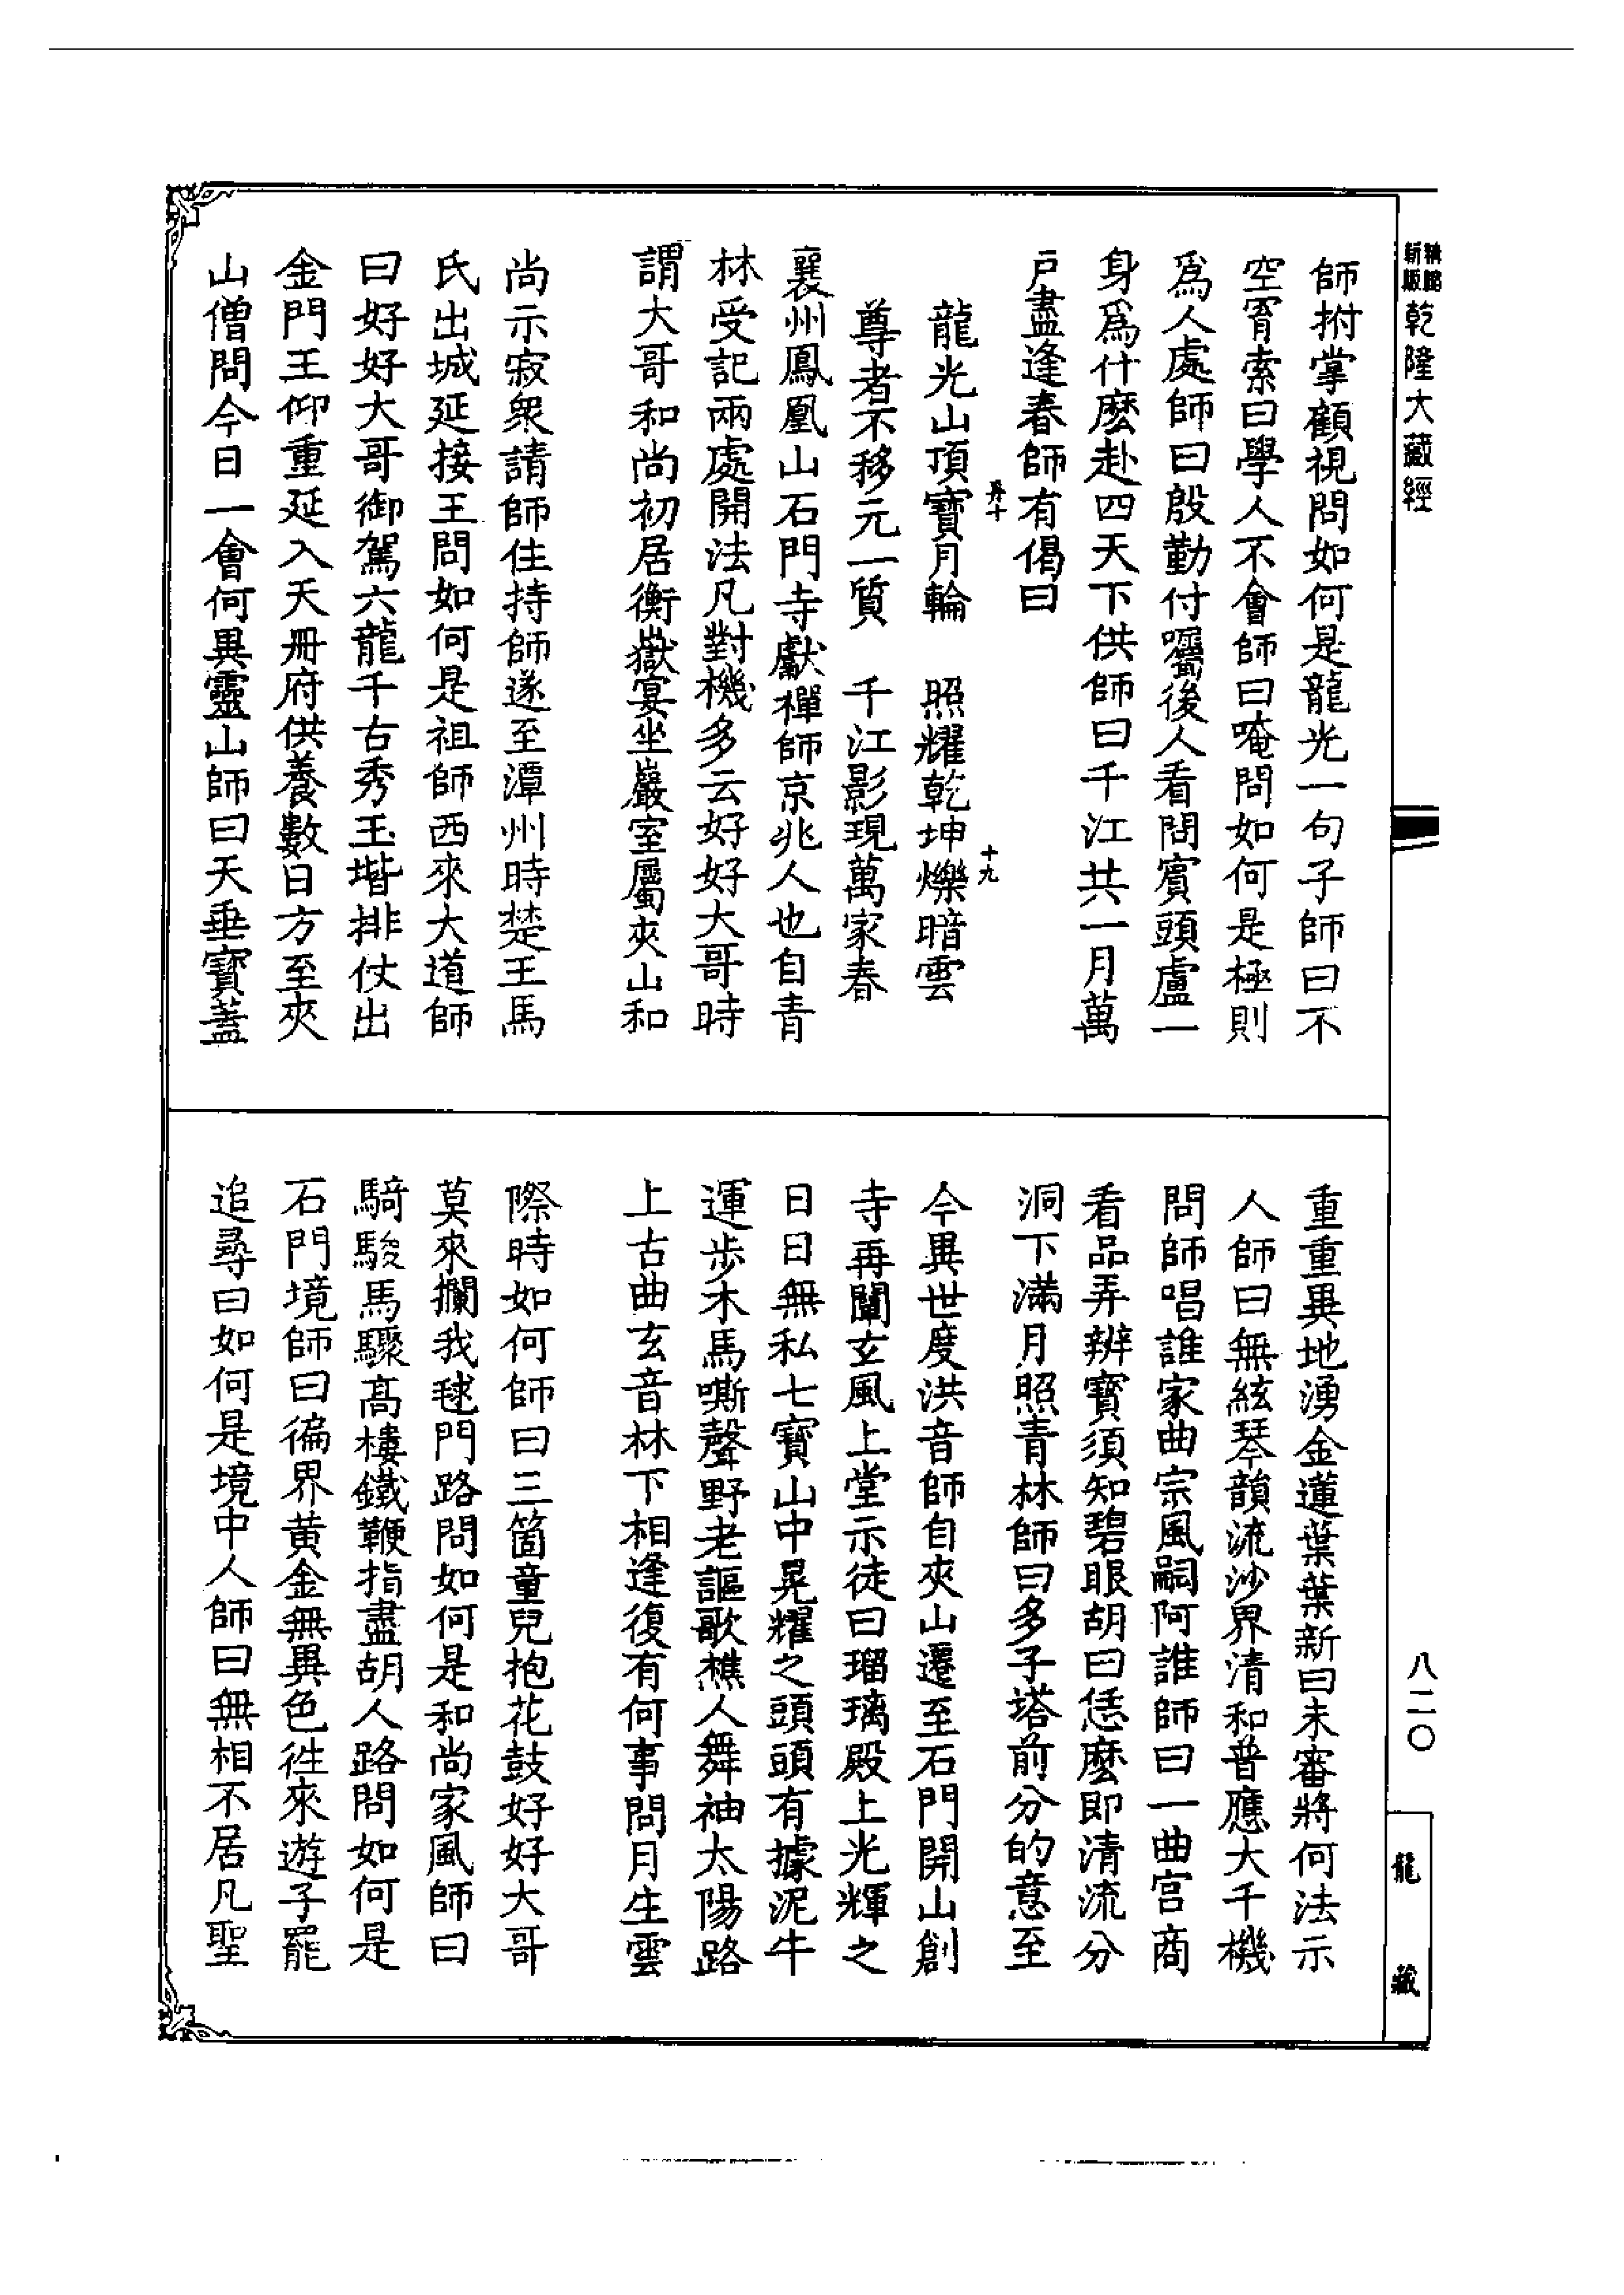 精縮新版
乾隆大藏經
師拊掌顧視問如何是龍光一句子師曰不
空罥索曰學人不會師曰唵問如何是極則
爲人處師曰殷勤付囑後人看問賓頭盧一
身爲什麽赴四天下供師曰千江共一月萬
戶盡逢春師有偈曰
龍光山頂寶月輪　照耀乾坤爍暗雲
尊者不移元一質　千江影現萬家春
襄州鳳凰山石門寺獻禪師京兆人也自青
林受記兩處開法凡對機多云好好大哥時
謂大哥和尚初居衡嶽宴坐巖室屬夾山和
尚示寂衆請師住持師遂至潭州時楚王馬
氏出城延接王問如何是祖師西來大道師
曰好好大哥御駕六龍千古秀玉堦排仗出
金門王仰重延入天冊府供養數日方至夾
山僧問今日一會何異靈山師曰天垂寶蓋
重重異地湧金蓮葉葉新曰未審將何法示
人師曰無絃琴韻流沙界清和普應大千機
問師唱誰家曲宗風嗣阿誰師曰一曲宫商
看品弄辨寶須知碧眼胡曰恁麽即清流分
洞下滿月照青林師曰多子塔前分的意至
今異世度洪音師自夾山遷至石門開山創
寺再闡玄風上堂示徒曰瑠璃殿上光輝之
日日無私七寶山中晃耀之頭頭有據泥牛
運步木馬嘶聲野老謳歌樵人舞袖太陽路
上古曲玄音林下相逢復有何事問月生雲
際時如何師曰三箇童兒抱花鼓好好大哥
莫來攔我毬門路問如何是和尚家風師曰
騎駿馬驟高樓鐵鞭指盡胡人路問如何是
石門境師曰徧界黄金無異色徃來遊子罷
追尋曰如何是境中人師曰無相不居凡聖
十九
八二〇
龍藏